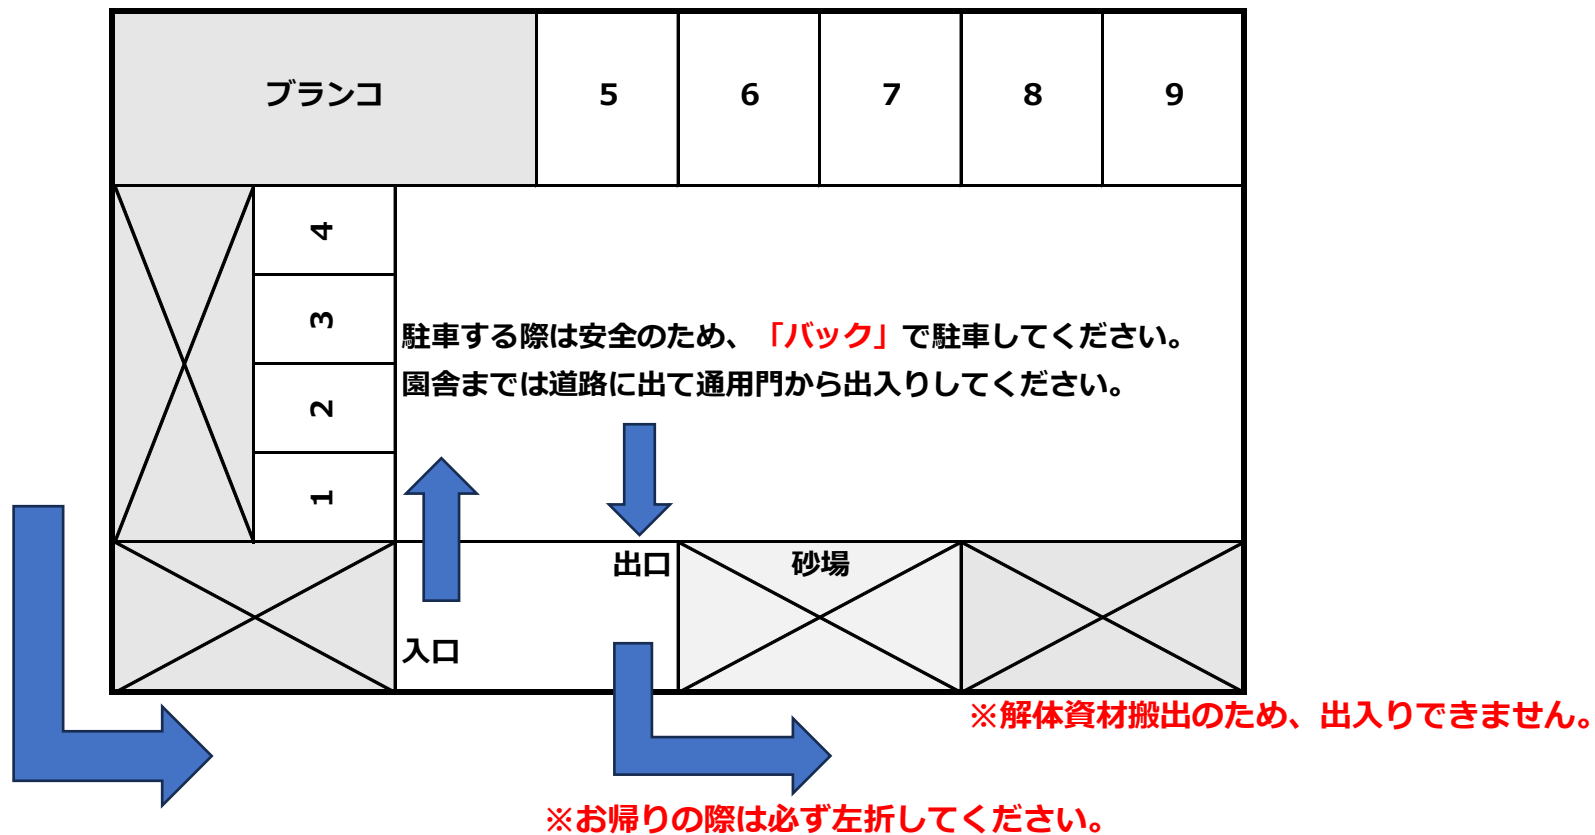 ブランコ
5
6
7
8
9
4
3
2
1
駐車する際は安全のため、「バック」で駐車してください。
園舎までは道路に出て通用門から出入りしてください。
出口
砂場
入口
※解体資材搬出のため、出入りできません。
※お帰りの際は必ず左折してください。